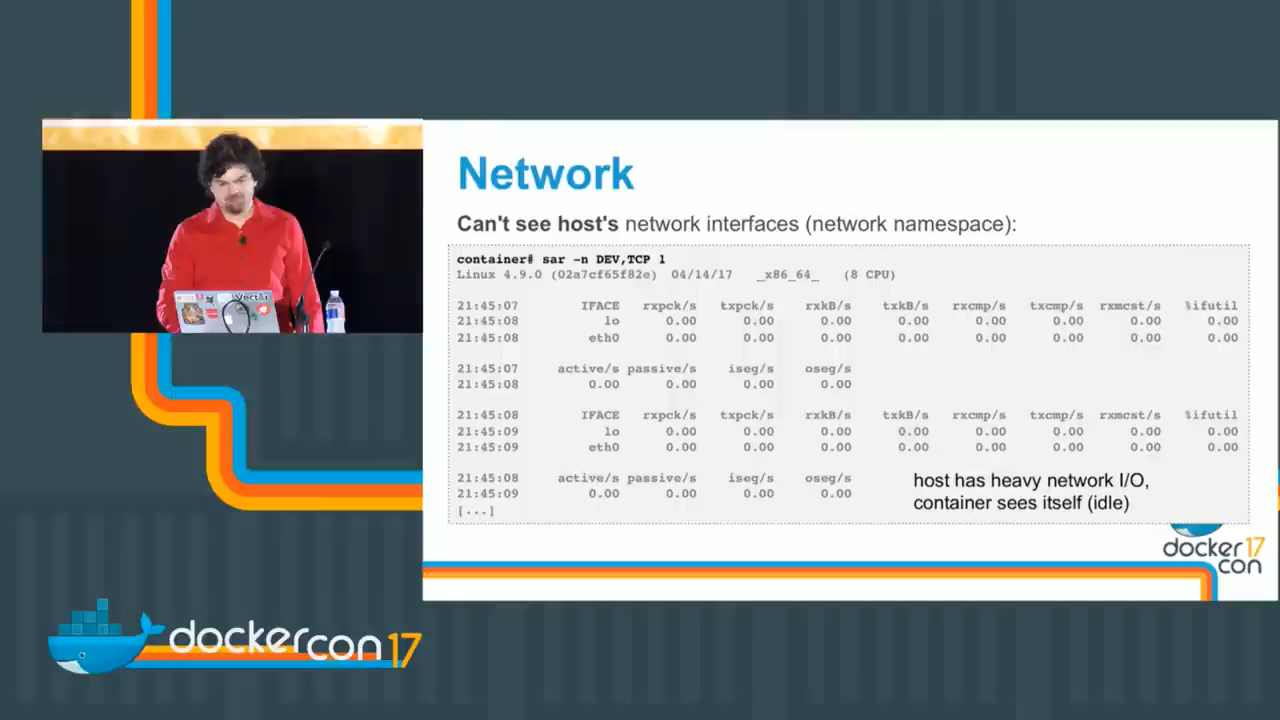 Vector
Network
Can't see host's network interfaces (network namespace):
container# sar -n DEV,TCP 1
Linux 4.9.0 (02a7cf65f82e) 04/14/17 _x86_64_ (8 CPU)
21:45:07 IFACE rxpck/s txpck/s rxkB/s txkB/s rxcmp/s txcmp/s rxmcst/s %ifutil
21:45:08 lo 0.00 0.00 0.00 0.00 0.00 0.00 0.00 0.00
21:45:08 eth0 0.00 0.00 0.00 0.00 0.00 0.00 0.00 0.00
21:45:07 active/s passive/s iseg/s oseg/s
21:45:08 0.00 0.00 0.00 0.00
21:45:08 IFACE rxpck/s txpck/s rxkB/s txkB/s rxcmp/s txcmp/s rxmcst/s %ifutil
21:45:09 lo 0.00 0.00 0.00 0.00 0.00 0.00 0.00 0.00
21:45:09 eth0 0.00 0.00 0.00 0.00 0.00 0.00 0.00 0.00
21:45:08 active/s passive/s iseg/s oseg/s
21:45:09 0.00 0.00 0.00 0.00
[...]
host has heavy network I/O,
container sees itself (idle)
docker 17
con
dockercon 17